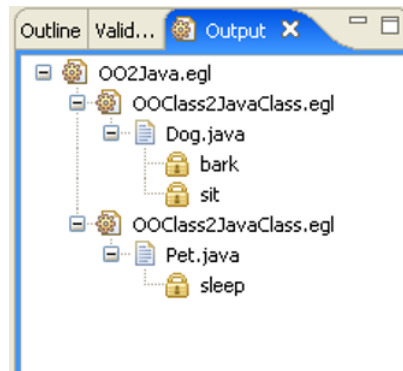 Outline Valid... Output
OO2Java.egl
OOClass2JavaClass.egl
Dog.java
bark
sit
OOClass2JavaClass.egl
Pet.java
sleep